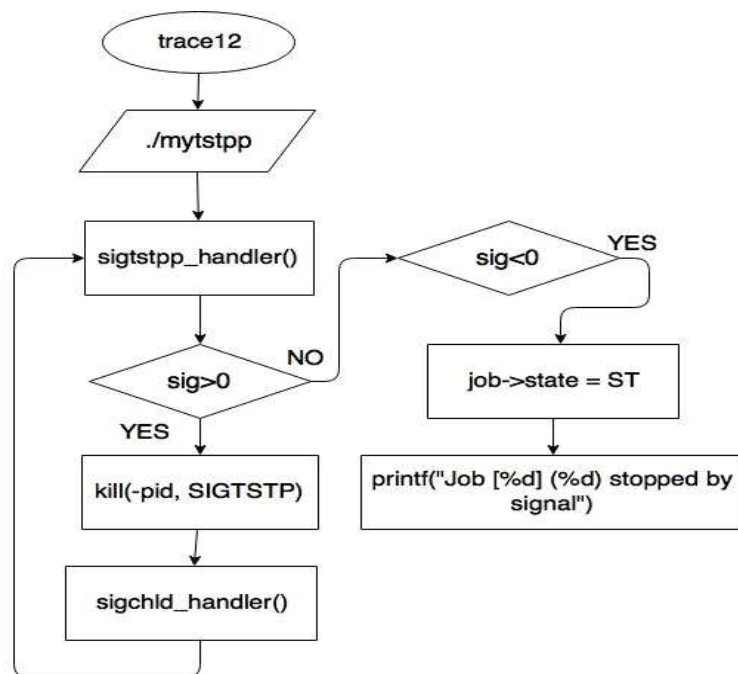 trace12
./mytstpp
sigtstpp_handler()
sig<0
YES
NO
sig>0
job->state = ST
YES
kill(-pid, SIGTSTP)
printf("Job [%d] (%d) stopped by
signal")
sigchld_handler()